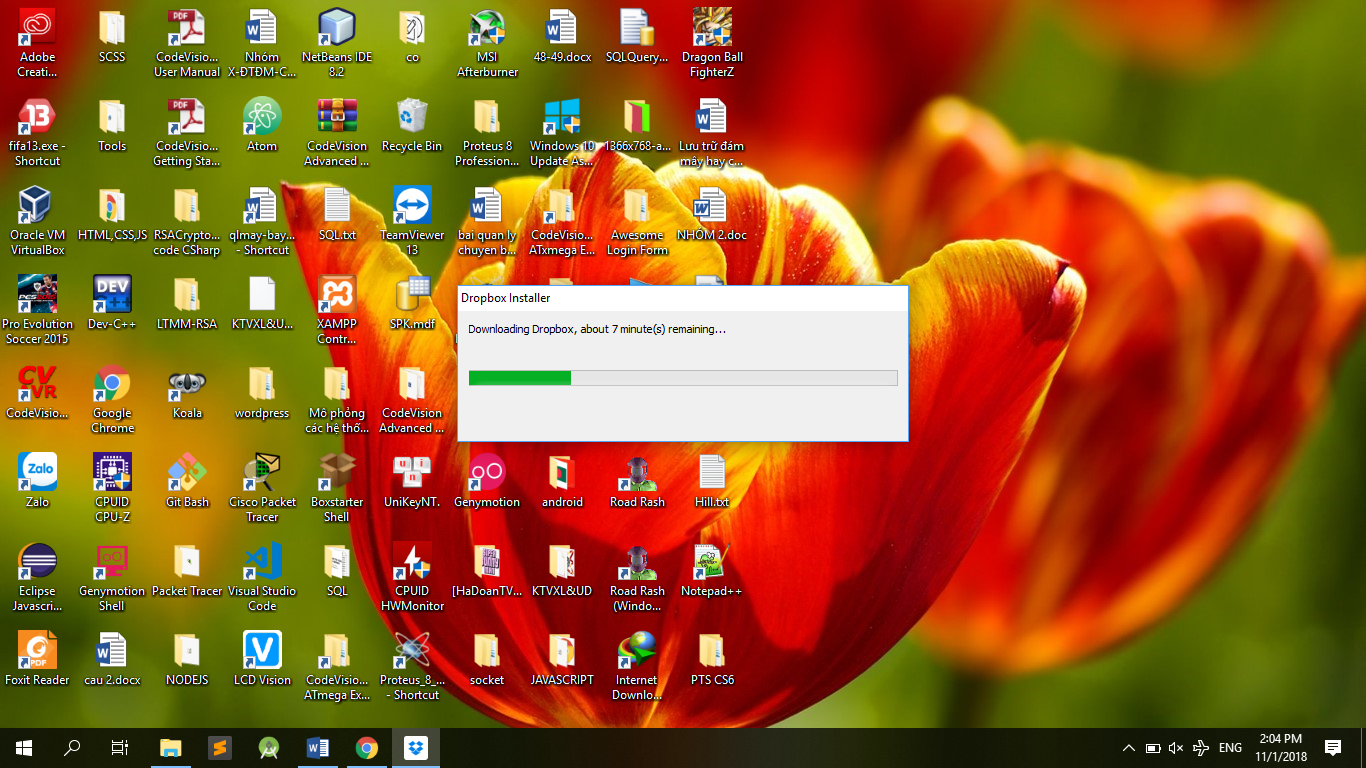 Adobe
Creati...
SCSS
CodeVisio...
User Manual
Nhóm
X-ĐTĐM-C...
NetBeans IDE
8.2
co
MSI
Afterburner
48-49.docx
SQLQuery...
Dragon Ball
FighterZ
fifa13.exe -
Shortcut
Tools
CodeVisio...
Getting Sta...
Atom
CodeVision
Advanced ...
Recycle Bin
Proteus 8
Profession...
Windows 10
Update As...
1366x768-a...
Lưu trữ đám
mây hay c...
Oracle VM
VirtualBox
HTML,CSS,JS
RSACrypto...
code CSharp
qlmay-bay...
- Shortcut
SQL.txt
TeamViewer
13
bai quan ly
chuyen b...
CodeVisio...
ATxmega E...
Awesome
Login Form
NHÓM 2.doc
Pro Evolution
Soccer 2015
Dev-C++
LTMM-RSA
KTVXL&U...
XAMPP
Contr...
SPK.mdf
Dropbox Installer
Downloading Dropbox, about 7 minute(s) remaining...
CodeVisio...
Google
Chrome
Koala
wordpress
Mô phỏng
các hệ thố...
CodeVision
Advanced ...
Zalo
CPUID
CPU-Z
Git Bash
Cisco Packet
Tracer
Boxstarter
Shell
UniKeyNT.
Genymotion
android
Road Rash
Hill.txt
Eclipse
Javascri...
Genymotion
Shell
Packet Tracer
Visual Studio
Code
SQL
CPUID
HWMonitor
[HaDoanTV...
KTVXL&UD
Road Rash
(Windo...
Notepad++
Foxit Reader
cau 2.docx
NODEJS
LCD Vision
CodeVisio...
ATmega Ex...
Proteus_8_...
- Shortcut
socket
JAVASCRIPT
Internet
Downlo...
PTS CS6
ENG
2:04 PM
11/1/2018